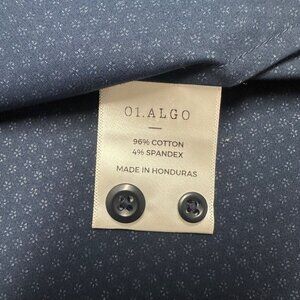 01.ALGO
96% COTTON
4% SPANDEX
MADE IN HONDURAS